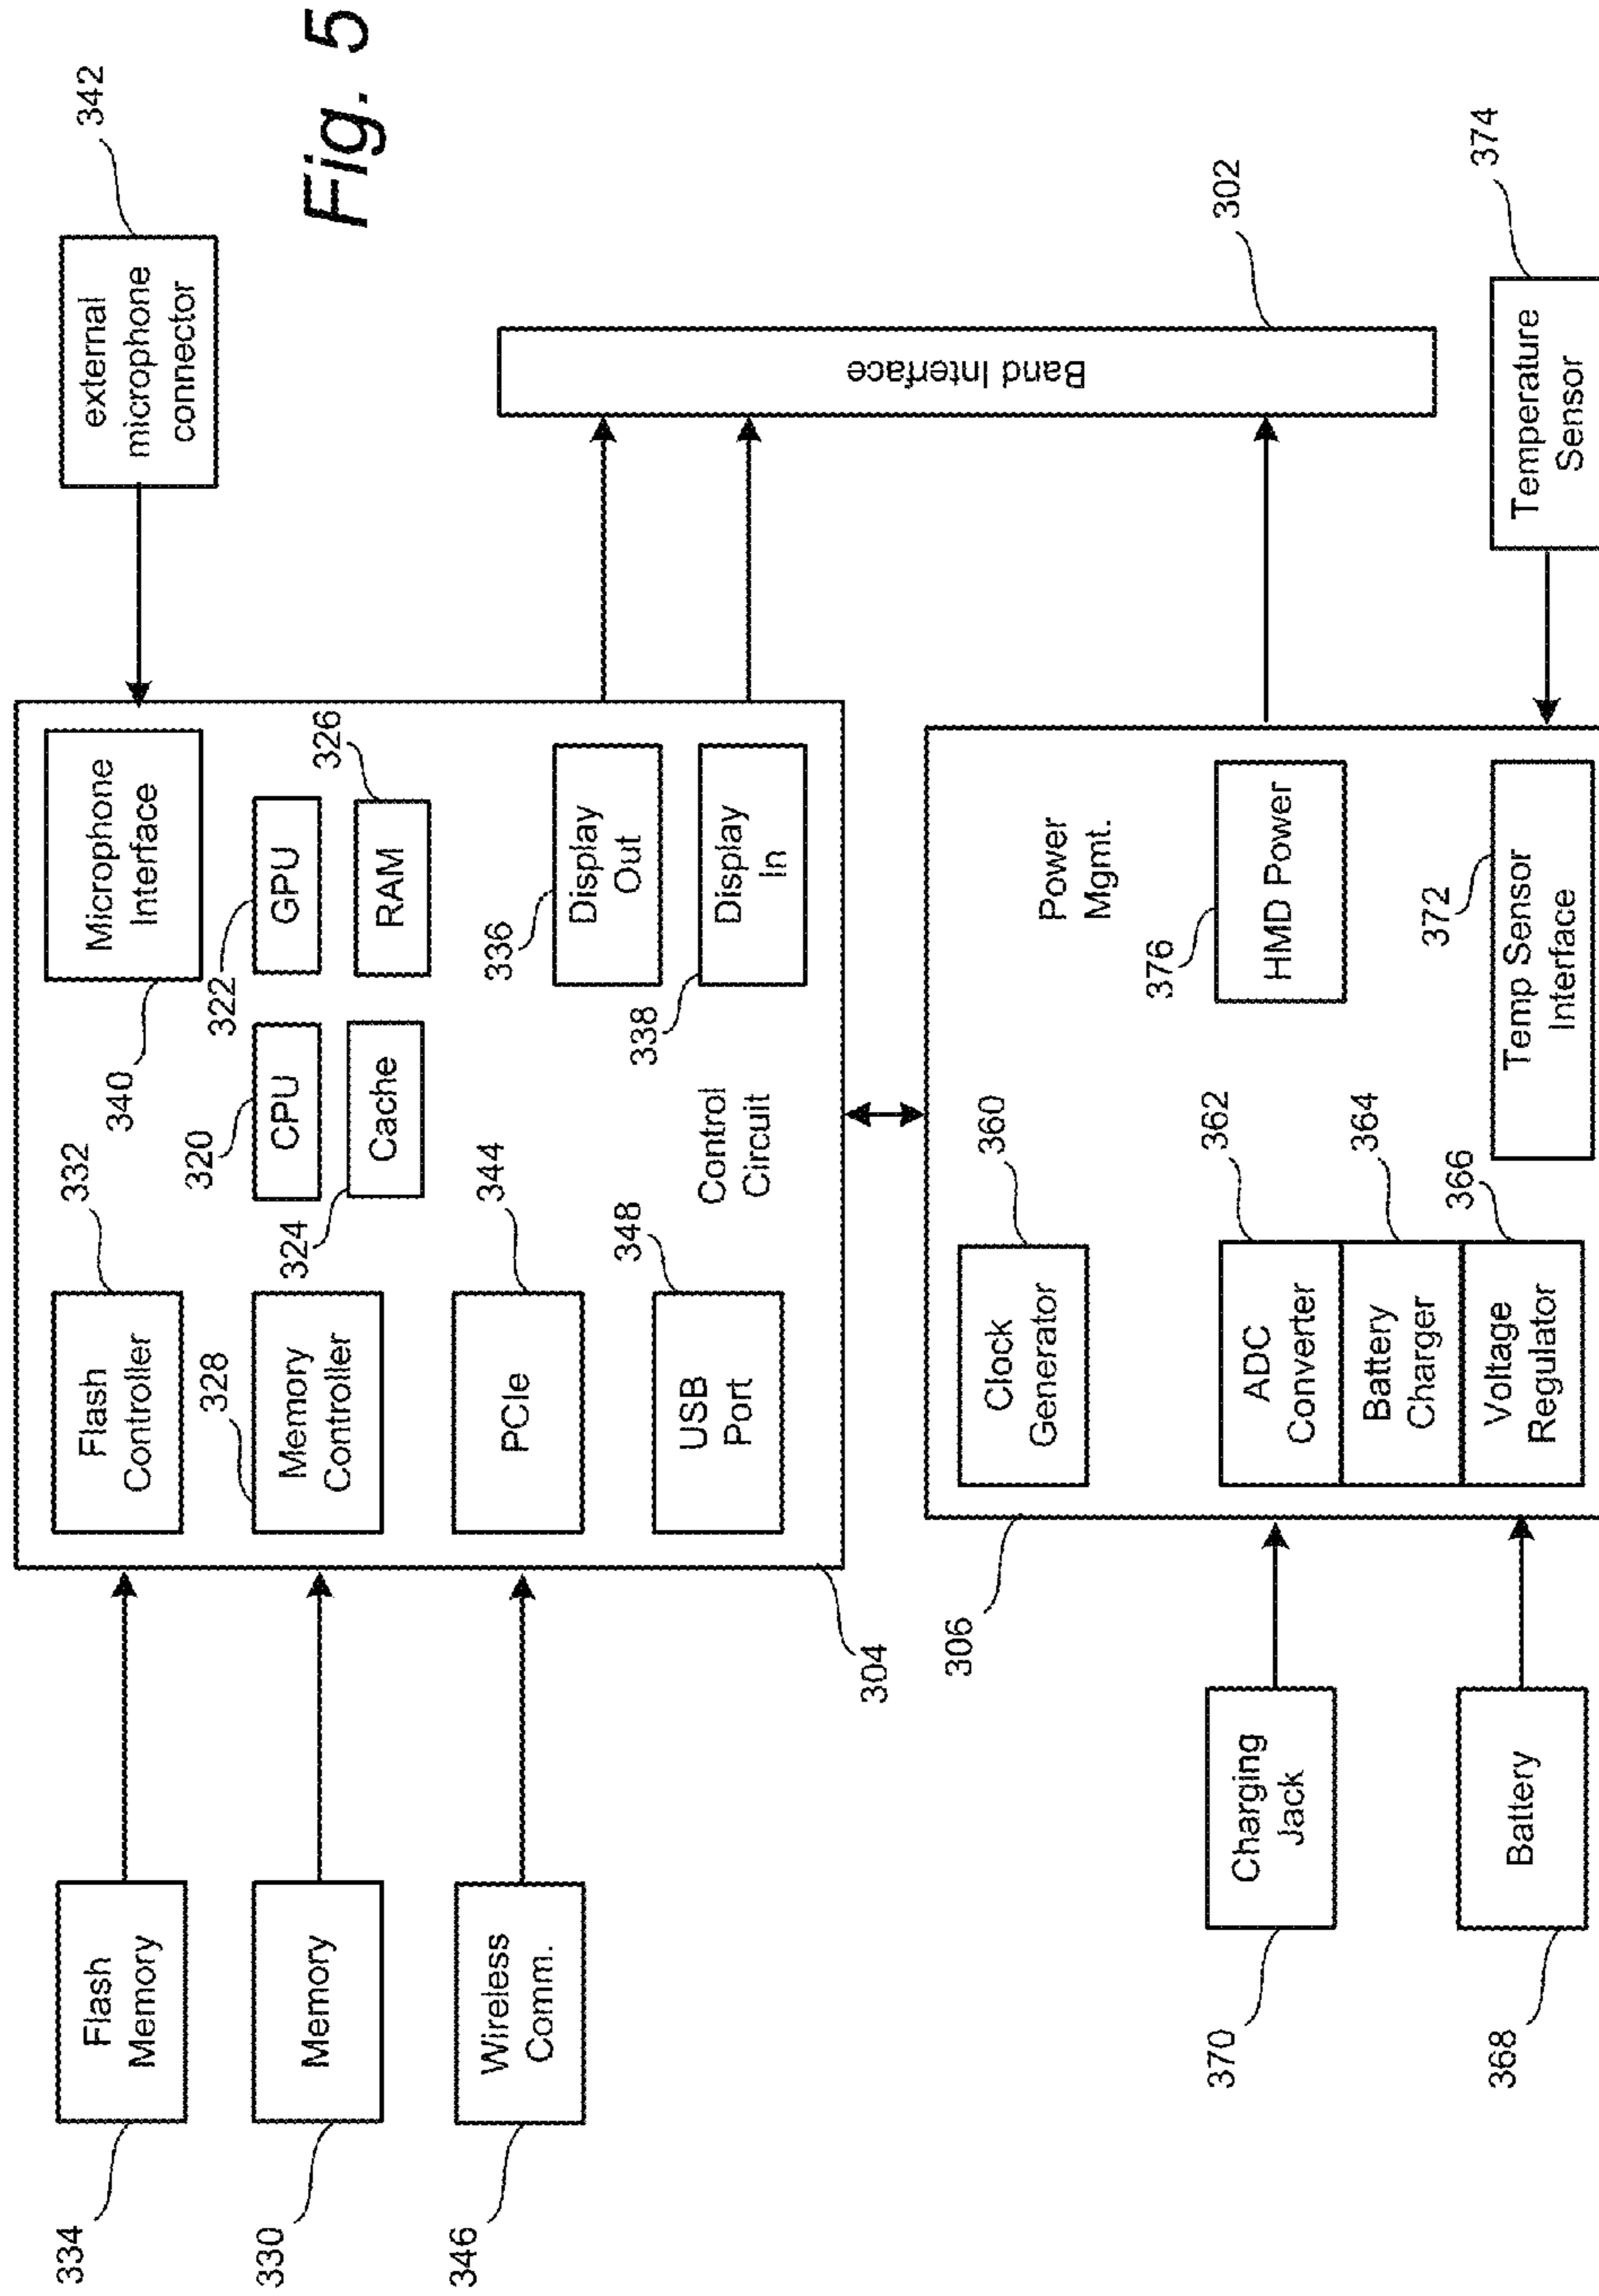 Fig. 5
334
Flash
Memory
330
Memory
346
Wireless
Comm.
304
332
Flash
Controller
328
Memory
Controller
344
PCIe
348
USB
Port
340
Microphone
Interface
320
CPU
322
GPU
324
Cache
326
RAM
336
Display
Out
338
Display
In
Control
Circuit
342
external
microphone
connector
302
Band Interface
306
Power
Mgmt.
360
Clock
Generator
362
ADC
Converter
364
Battery
Charger
366
Voltage
Regulator
376
HMD Power
372
Temp Sensor
Interface
374
Temperature
Sensor
370
Charging
Jack
368
Battery